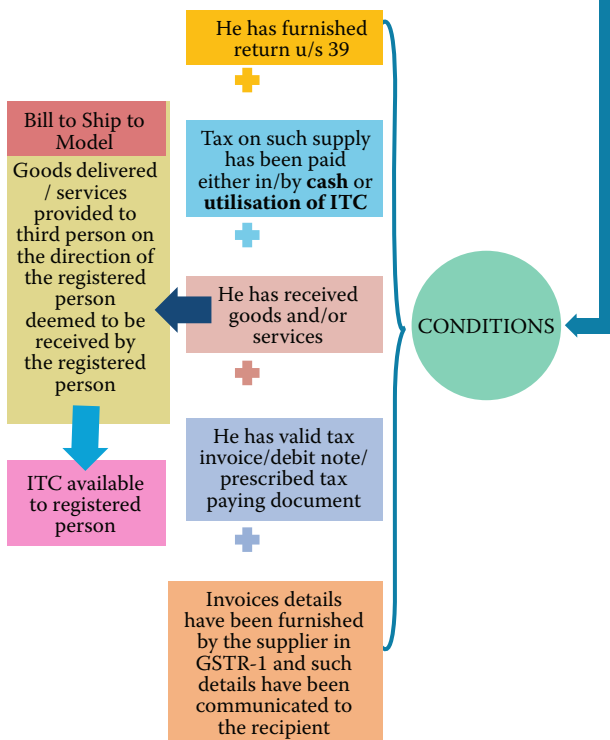 He has furnished
return u/s 39
Tax on such supply
has been paid
either in/by cash or
utilisation of ITC
He has received
goods and/or
services
He has valid tax
invoice/debit note/
prescribed tax
paying document
Invoices details
have been furnished
by the supplier in
GSTR-1 and such
details have been
communicated to
the recipient
Bill to Ship to
Model
Goods delivered
/ services
provided to
third person on
the direction of
the registered
person
deemed to be
received by
the registered
person
ITC available
to registered
person
CONDITIONS